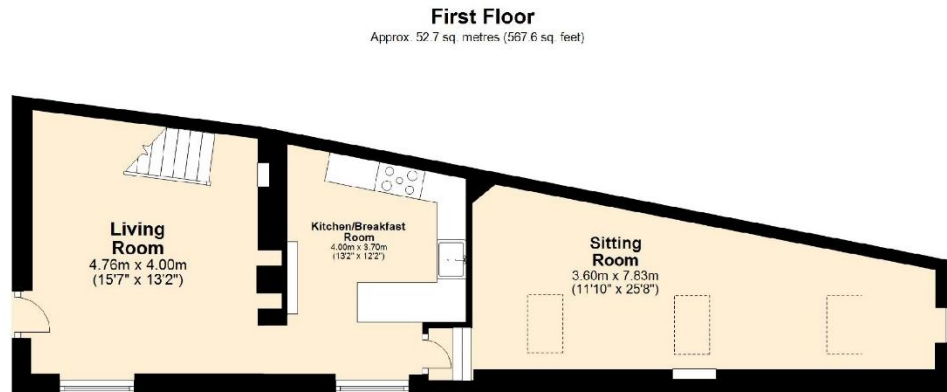 First Floor
Approx. 52.7 sq. metres (567.6 sq. feet)
Living
Room
4.76m x 4.00m
(15'7" x 13'2")
Kitchen/Breakfast
Room
4.00m x 3.70m
(13'2" x 12'2")
Sitting
Room
3.60m x 7.83m
(11'10" x 25'8")